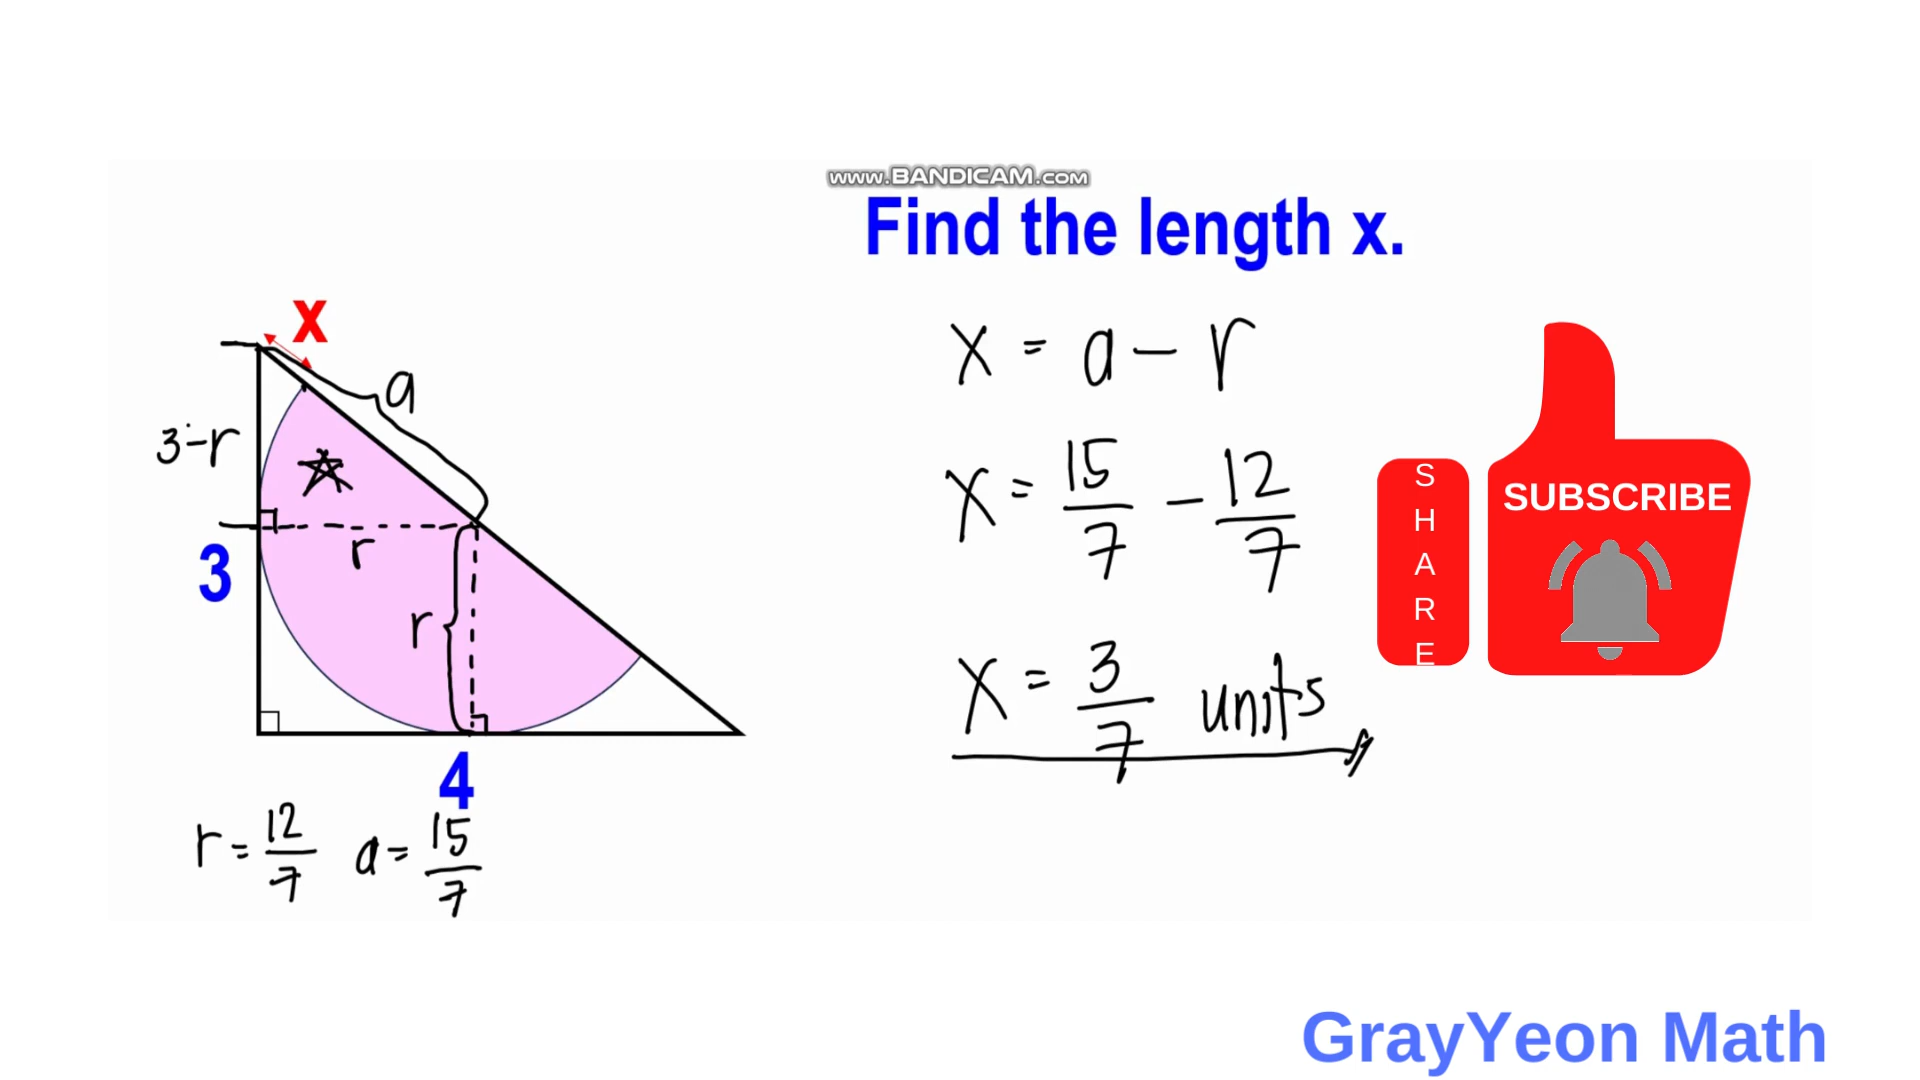 www.BANDICAM.com
Find the length x.
x
a
3-r
r
3
r
4
r = 12/7 a = 15/7
x = a - r
x = 15/7 - 12/7
x = 3/7 units
S
H
A
R
E
SUBSCRIBE
GrayYeon Math